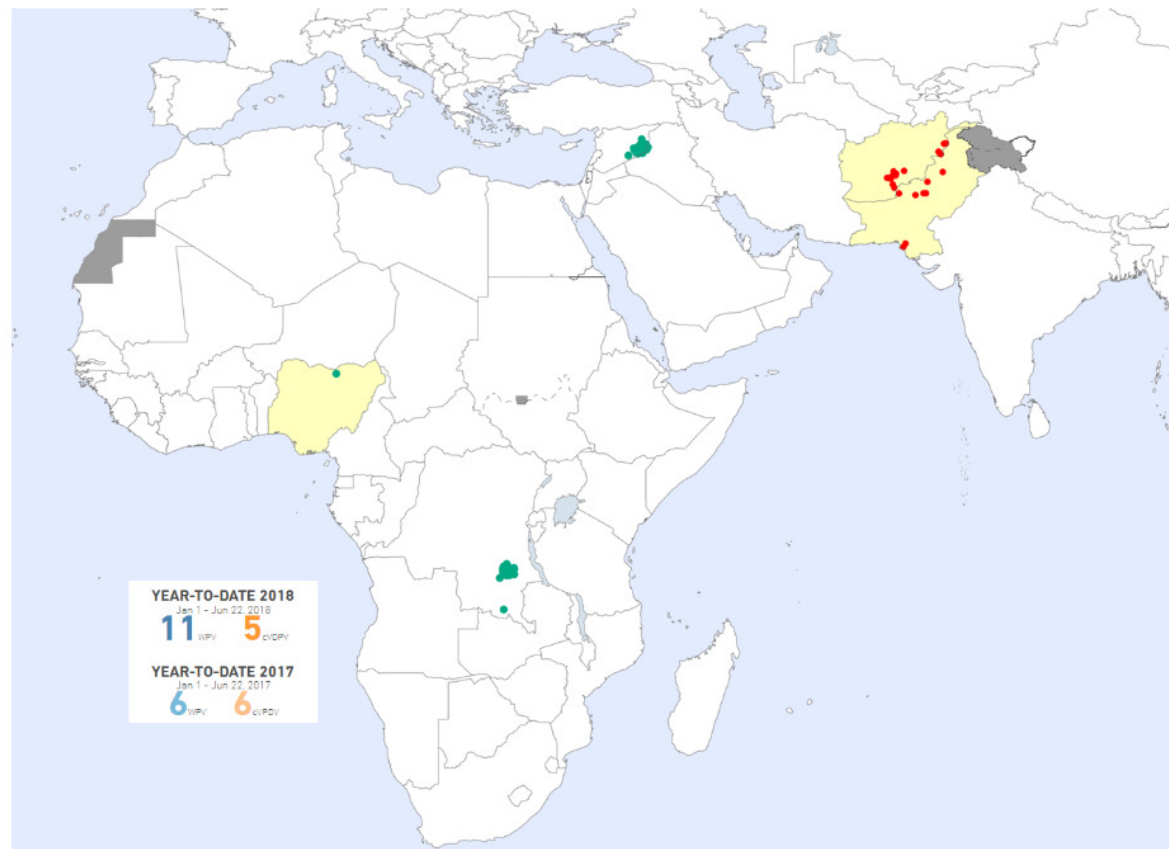 YEAR-TO-DATE 2018
Jan 1 - Jun 22, 2018
11 WPV 5 cVDPV
YEAR-TO-DATE 2017
Jan 1 - Jun 22, 2017
6 WPV 6 cVPDV